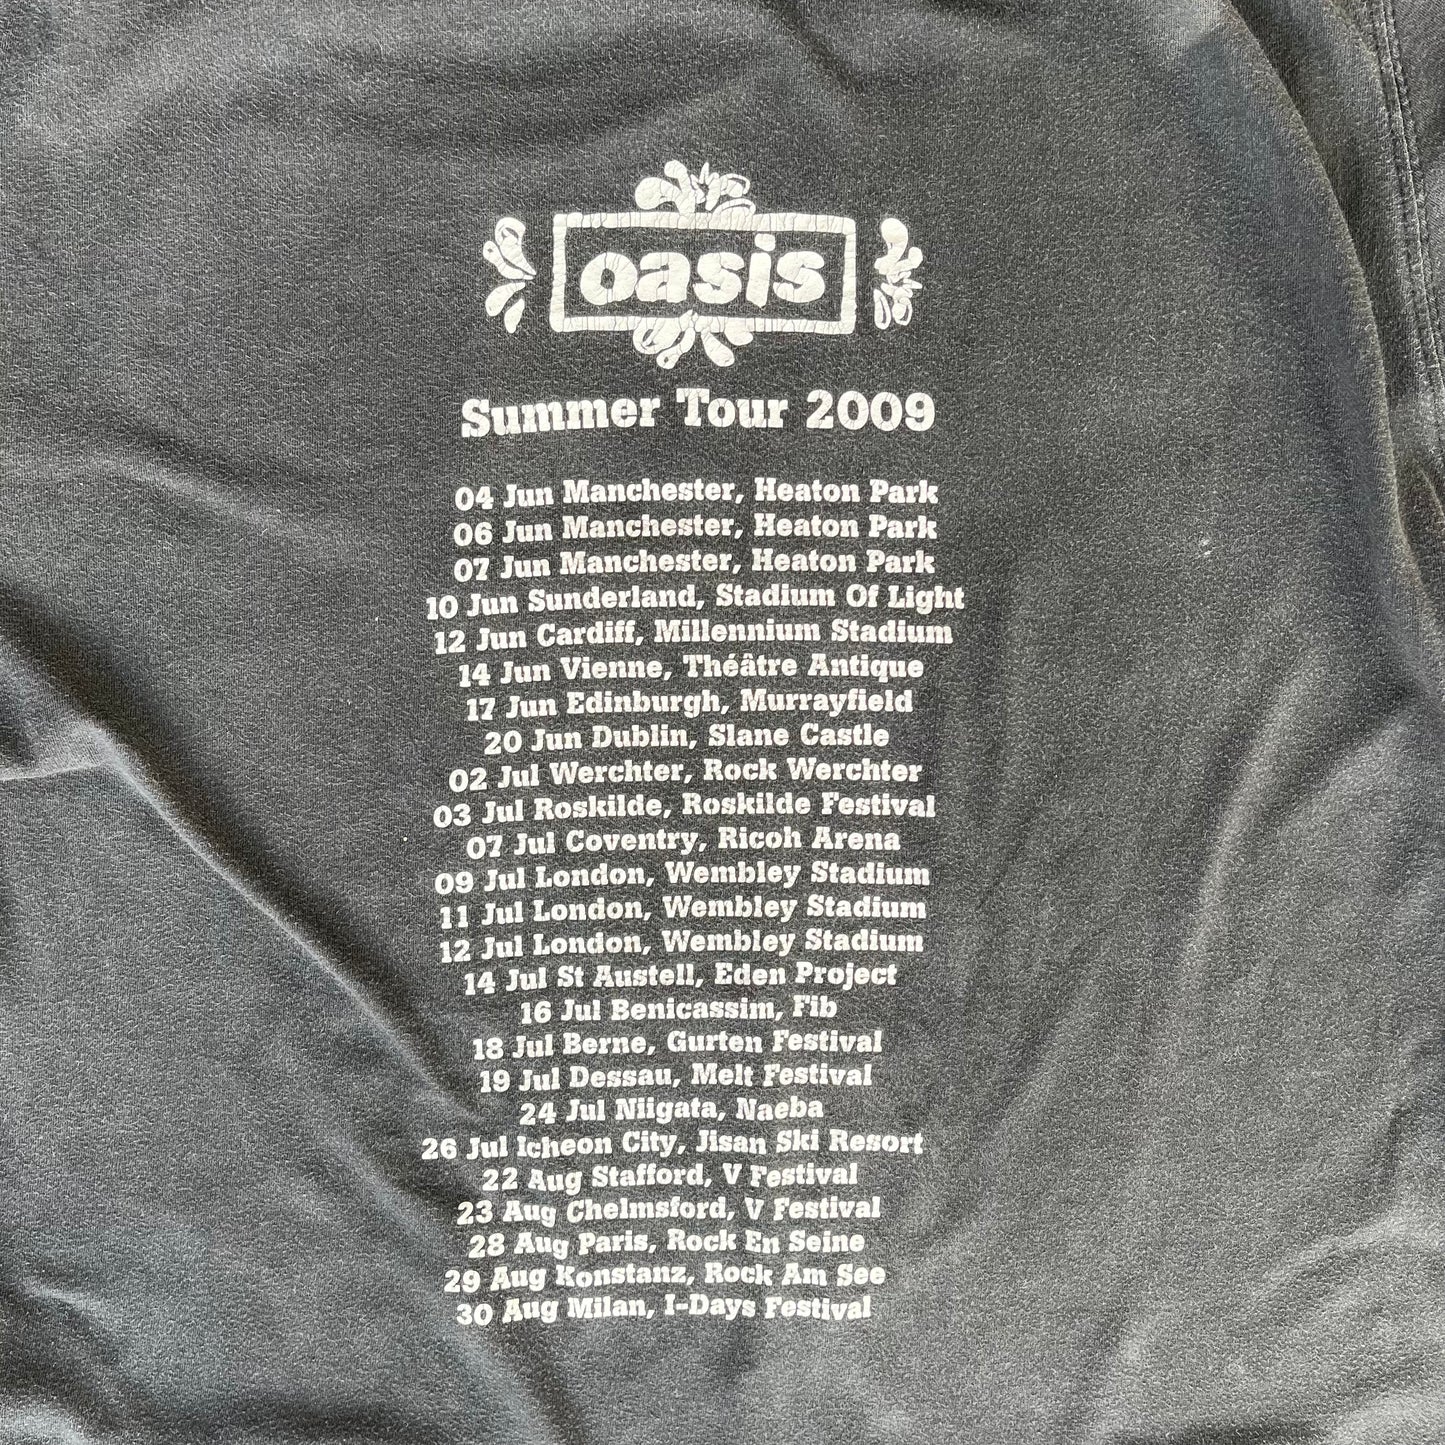 oasis
Summer Tour 2009
04 Jun Manchester, Heaton Park
06 Jun Manchester, Heaton Park
07 Jun Manchester, Heaton Park
10 Jun Sunderland, Stadium Of Light
12 Jun Cardiff, Millennium Stadium
14 Jun Vienne, Théâtre Antique
17 Jun Edinburgh, Murrayfield
20 Jun Dublin, Slane Castle
02 Jul Werchter, Rock Werchter
03 Jul Roskilde, Roskilde Festival
07 Jul Coventry, Ricoh Arena
09 Jul London, Wembley Stadium
11 Jul London, Wembley Stadium
12 Jul London, Wembley Stadium
14 Jul St Austell, Eden Project
16 Jul Benicassim, Fib
18 Jul Berne, Gurten Festival
19 Jul Dessau, Melt Festival
24 Jul Niigata, Naeba
26 Jul Icheon City, Jisan Ski Resort
22 Aug Stafford, V Festival
23 Aug Chelmsford, V Festival
28 Aug Paris, Rock En Seine
29 Aug Konstanz, Rock Am See
30 Aug Milan, I-Days Festival